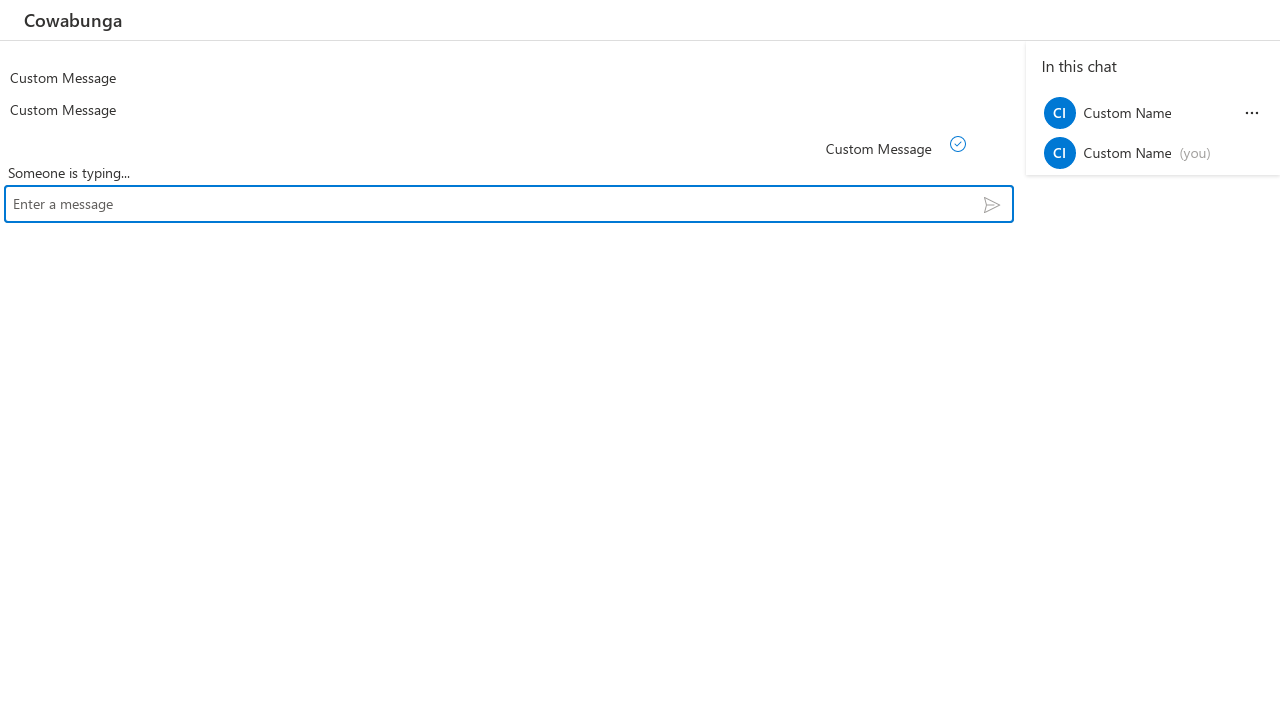 Cowabunga
Custom Message
Custom Message
Custom Message
Someone is typing...
Enter a message
In this chat
CI Custom Name
CI Custom Name (you)